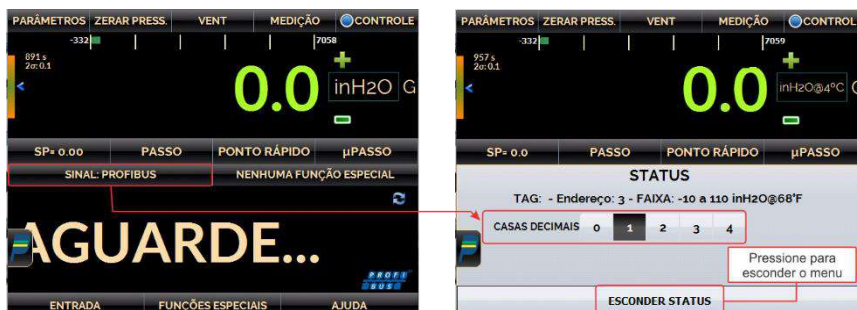 PARÂMETROS ZERAR PRESS. VENT MEDIÇÃO CONTROLE
-332 7058
891 s
2σ: 0.1
<
0.0 inH2O G
SP= 0.00 PASSO PONTO RÁPIDO µPASSO
SINAL: PROFIBUS NENHUMA FUNÇÃO ESPECIAL
AGUARDE...
PROFI
BUS
ENTRADA FUNÇÕES ESPECIAIS AJUDA
PARÂMETROS ZERAR PRESS. VENT MEDIÇÃO CONTROL
-332 7059
957 s
2σ: 0.1
<
0.0 inH2O@4°C
SP= 0.0 PASSO PONTO RÁPIDO µPASSO
STATUS
TAG: - Endereço: 3 - FAIXA: -10 a 110 inH2O@68°F
CASAS DECIMAIS 0 1 2 3 4
Pressione para
esconder o menu
ESCONDER STATUS